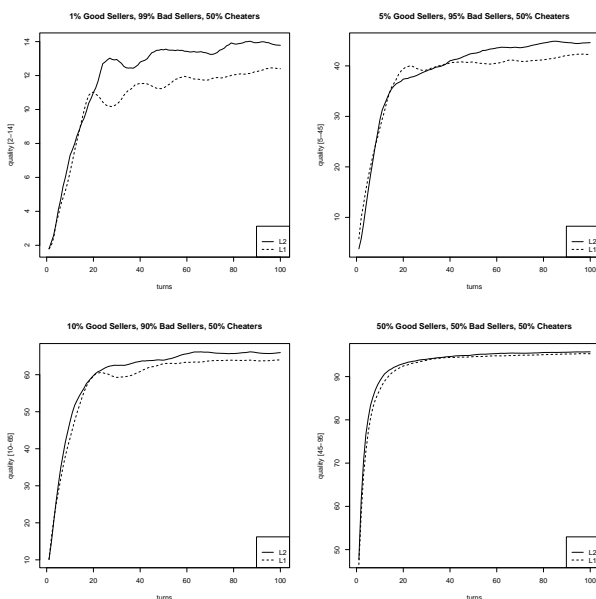 1% Good Sellers, 99% Bad Sellers, 50% Cheaters
quality [2–14]
14
12
10
8
6
4
2
L2
L1
0 20 40 60 80 100
turns
5% Good Sellers, 95% Bad Sellers, 50% Cheaters
quality [5–45]
40
30
20
10
L2
L1
0 20 40 60 80 100
turns
10% Good Sellers, 90% Bad Sellers, 50% Cheaters
quality [10–65]
60
50
40
30
20
10
L2
L1
0 20 40 60 80 100
turns
50% Good Sellers, 50% Bad Sellers, 50% Cheaters
quality [45–95]
90
80
70
60
50
L2
L1
0 20 40 60 80 100
turns